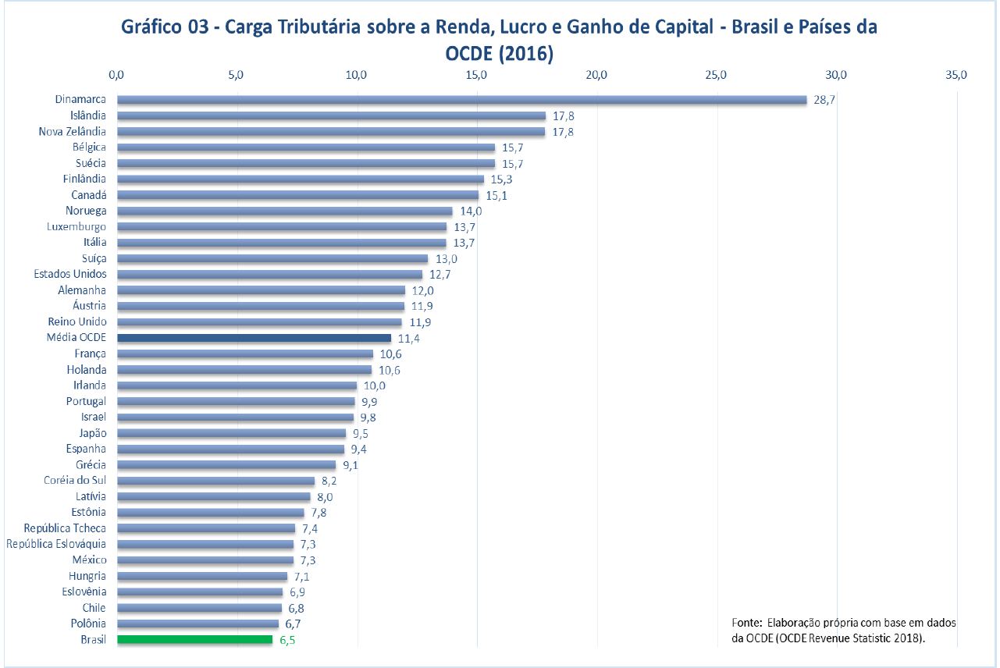 Gráfico 03 - Carga Tributária sobre a Renda, Lucro e Ganho de Capital - Brasil e Países da
OCDE (2016)
0,0 5,0 10,0 15,0 20,0 25,0 30,0 35,0
Dinamarca 28,7
Islândia 17,8
Nova Zelândia 17,8
Bélgica 15,7
Suécia 15,7
Finlândia 15,3
Canadá 15,1
Noruega 14,0
Luxemburgo 13,7
Itália 13,7
Suíça 13,0
Estados Unidos 12,7
Alemanha 12,0
Áustria 11,9
Reino Unido 11,9
Média OCDE 11,4
França 10,6
Holanda 10,6
Irlanda 10,0
Portugal 9,9
Israel 9,8
Japão 9,5
Espanha 9,4
Grécia 9,1
Coréia do Sul 8,2
Latívia 8,0
Estônia 7,8
República Tcheca 7,4
República Eslováquia 7,3
México 7,3
Hungria 7,1
Eslovênia 6,9
Chile 6,8
Polônia 6,7
Brasil 6,5
Fonte: Elaboração própria com base em dados
da OCDE (OCDE Revenue Statistic 2018).